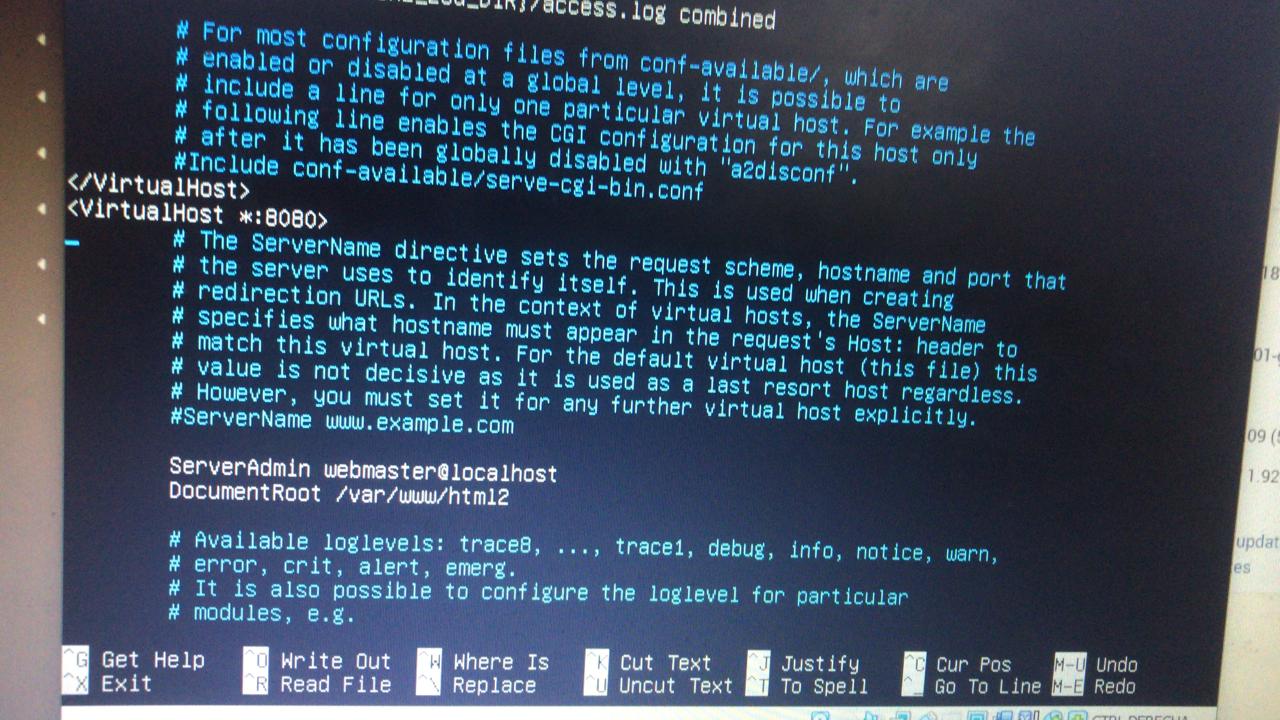 /access.log combined
# For most configuration files from conf-available/, which are
# enabled or disabled at a global level, it is possible to
# include a line for only one particular virtual host. For example the
# following line enables the CGI configuration for this host only
# after it has been globally disabled with "a2disconf".
#Include conf-available/serve-cgi-bin.conf
</VirtualHost>
<VirtualHost *:8080>
# The ServerName directive sets the request scheme, hostname and port that
# the server uses to identify itself. This is used when creating
# redirection URLs. In the context of virtual hosts, the ServerName
# specifies what hostname must appear in the request's Host: header to
# match this virtual host. For the default virtual host (this file) this
# value is not decisive as it is used as a last resort host regardless.
# However, you must set it for any further virtual host explicitly.
#ServerName www.example.com
ServerAdmin webmaster@localhost
DocumentRoot /var/www/html2
# Available loglevels: trace8, ..., trace1, debug, info, notice, warn,
# error, crit, alert, emerg.
# It is also possible to configure the loglevel for particular
# modules, e.g.
^G Get Help ^O Write Out ^W Where Is ^K Cut Text ^J Justify ^C Cur Pos M-U Undo
^X Exit ^R Read File ^\ Replace ^U Uncut Text ^T To Spell ^_ Go To Line M-E Redo
18
01-
09 (S
1.92
updat
es
CTRL DERECHA